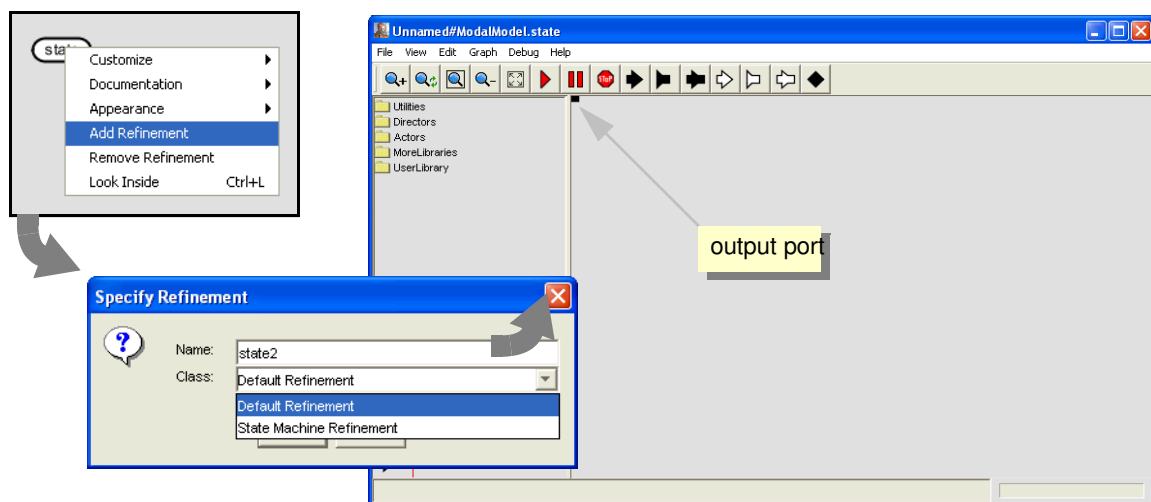 sta
Customize
Documentation
Appearance
Add Refinement
Remove Refinement
Look Inside Ctrl+L
Unnamed#ModalModel.state
File View Edit Graph Debug Help
STOP
Utilities
Directors
Actors
MoreLibraries
UserLibrary
output port
Specify Refinement
?
Name: state2
Class: Default Refinement
Default Refinement
State Machine Refinement